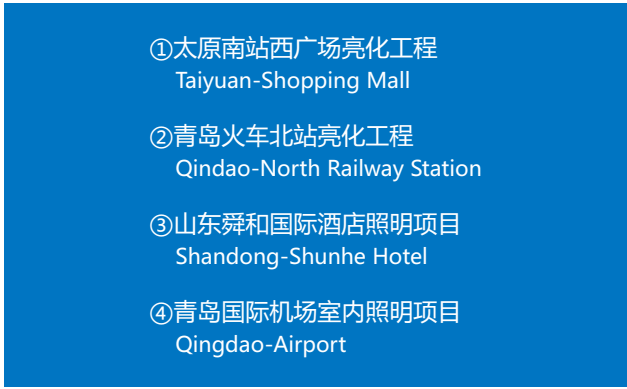 ①太原南站西广场亮化工程
Taiyuan-Shopping Mall
②青岛火车北站亮化工程
Qindao-North Railway Station
③山东舜和国际酒店照明项目
Shandong-Shunhe Hotel
④青岛国际机场室内照明项目
Qingdao-Airport